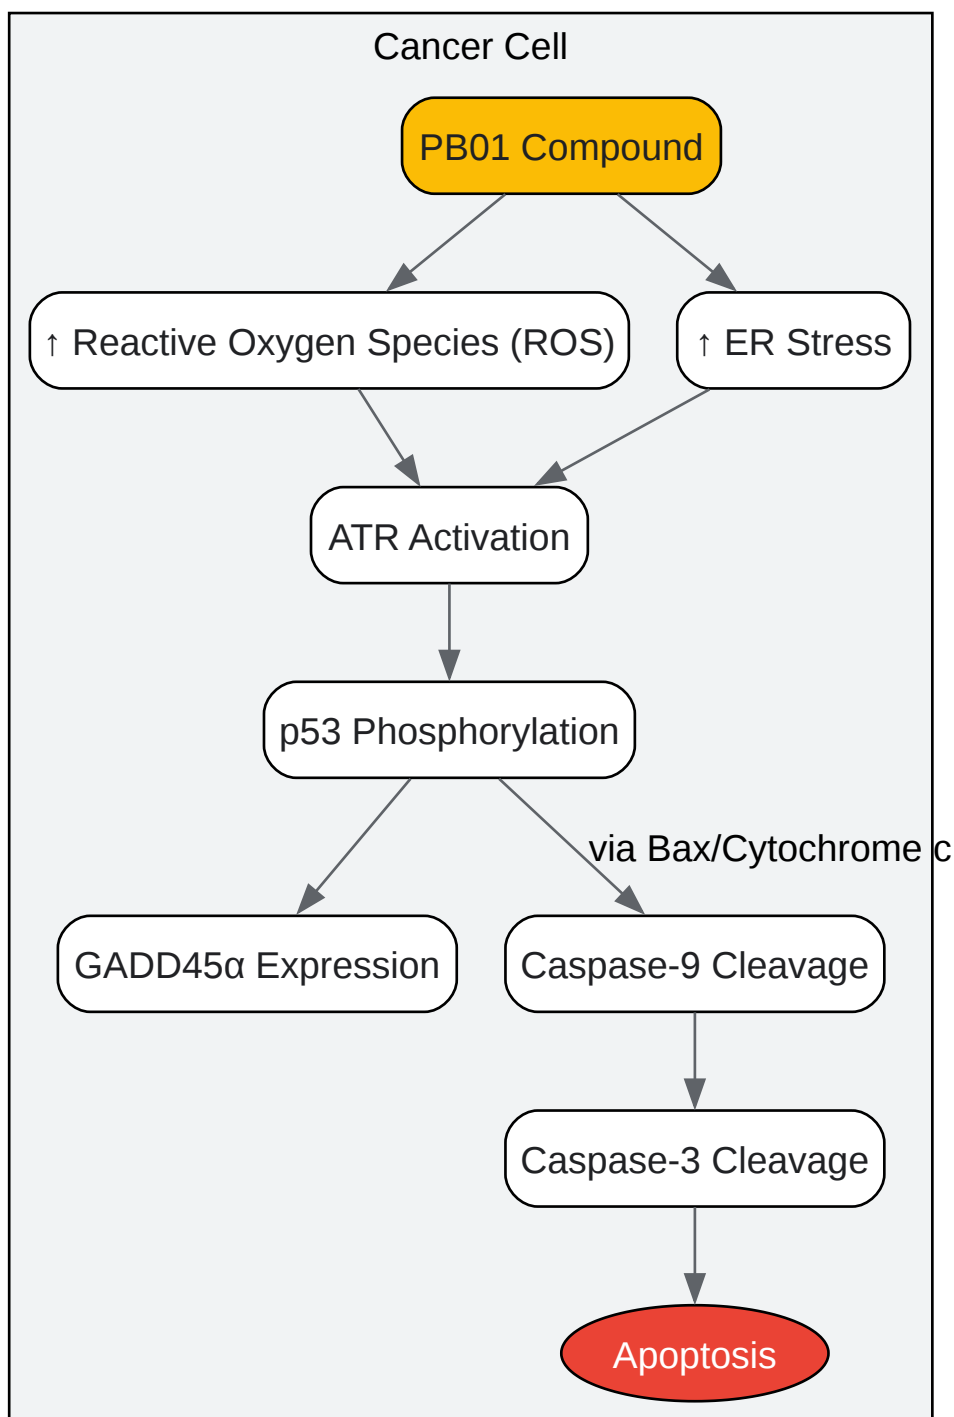 Cancer Cell
PB01 Compound
↑ Reactive Oxygen Species (ROS)
↑ ER Stress
ATR Activation
p53 Phosphorylation
via Bax/Cytochrome c
GADD45α Expression
Caspase-9 Cleavage
Caspase-3 Cleavage
Apoptosis